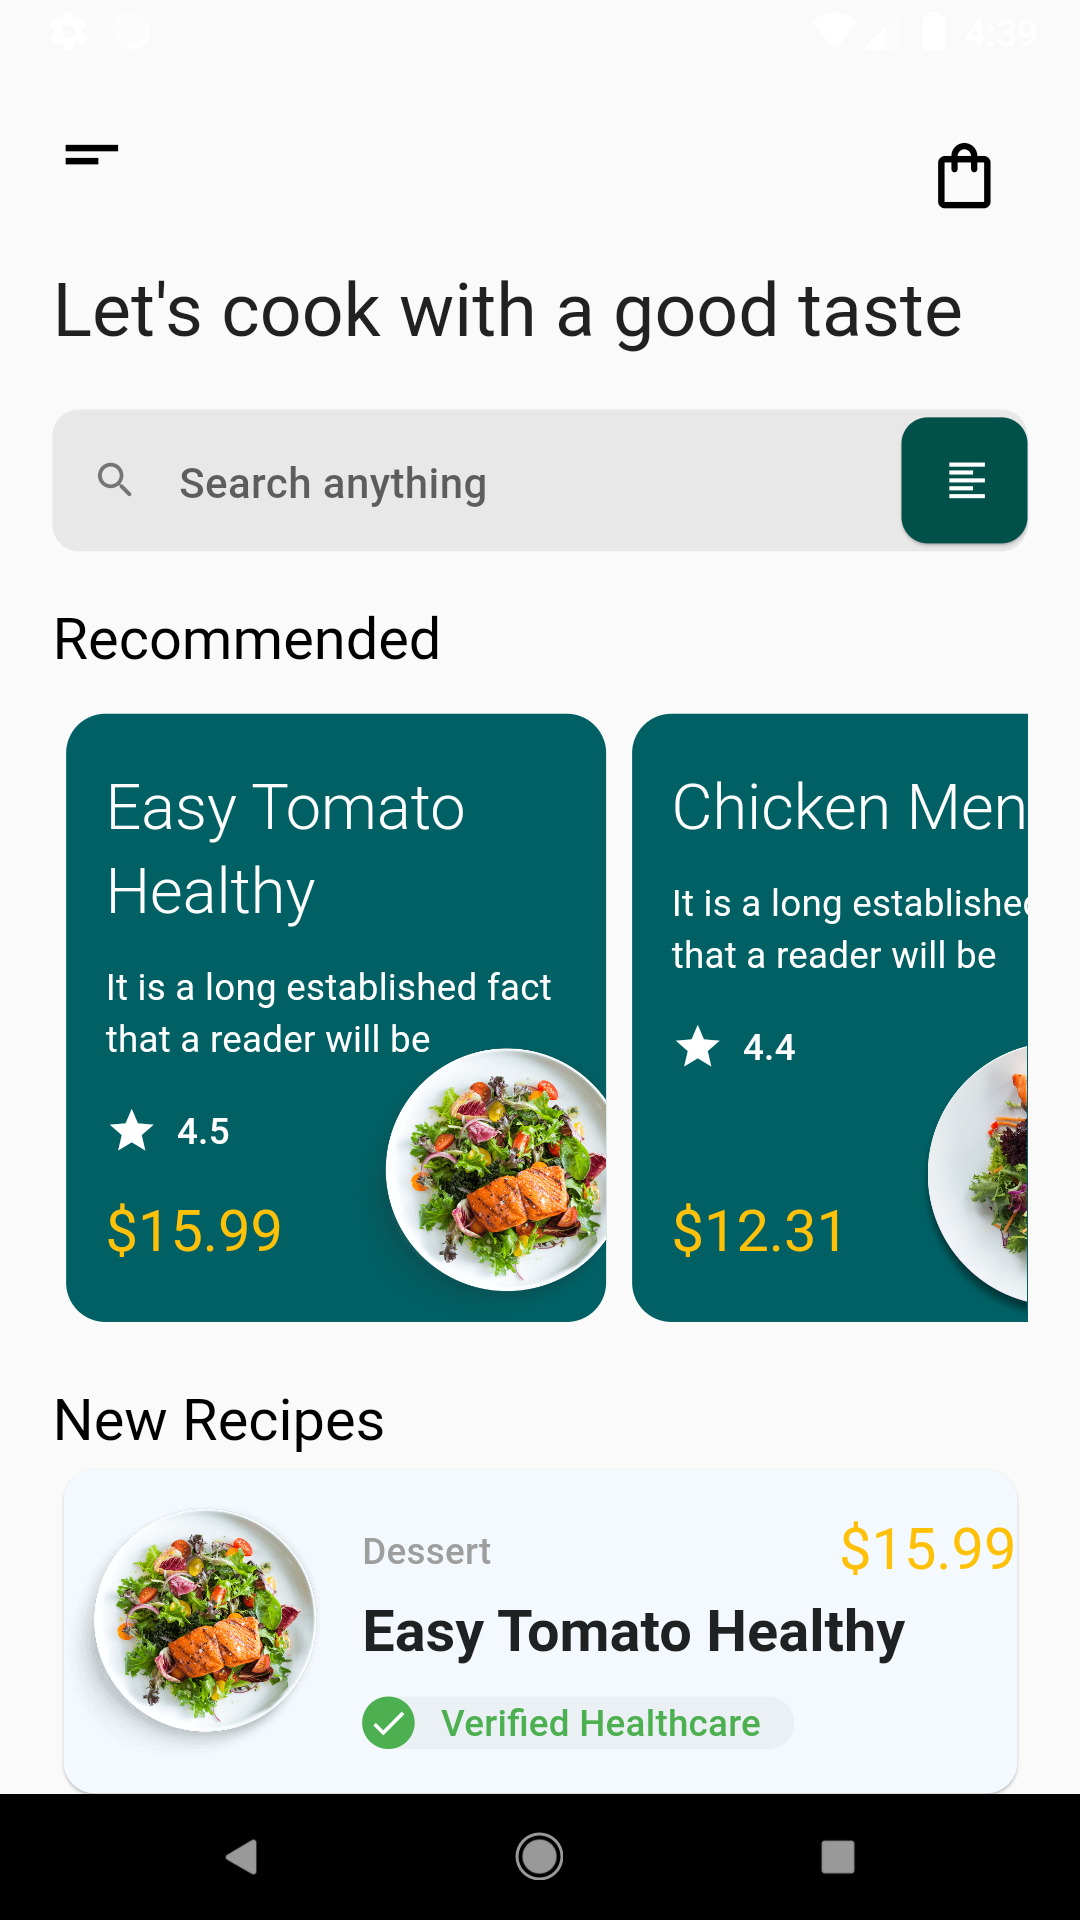 4:39
Let's cook with a good taste
Search anything
Recommended
Easy Tomato
Healthy
It is a long established fact
that a reader will be
4.5
$15.99
Chicken Men
It is a long established
that a reader will be
4.4
$12.31
New Recipes
Dessert
$15.99
Easy Tomato Healthy
Verified Healthcare